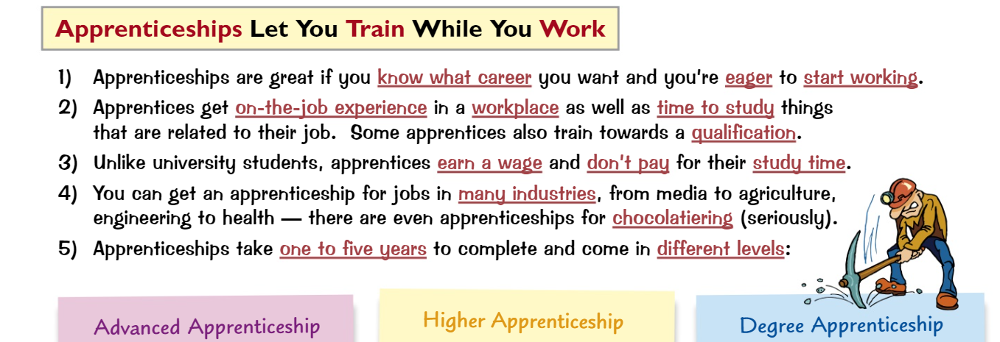 Apprenticeships Let You Train While You Work
1) Apprenticeships are great if you know what career you want and you're eager to start working.
2) Apprentices get on-the-job experience in a workplace as well as time to study things
that are related to their job. Some apprentices also train towards a qualification.
3) Unlike university students, apprentices earn a wage and don't pay for their study time.
4) You can get an apprenticeship for jobs in many industries, from media to agriculture,
engineering to health — there are even apprenticeships for chocolatiering (seriously).
5) Apprenticeships take one to five years to complete and come in different levels:
Advanced Apprenticeship
Higher Apprenticeship
Degree Apprenticeship